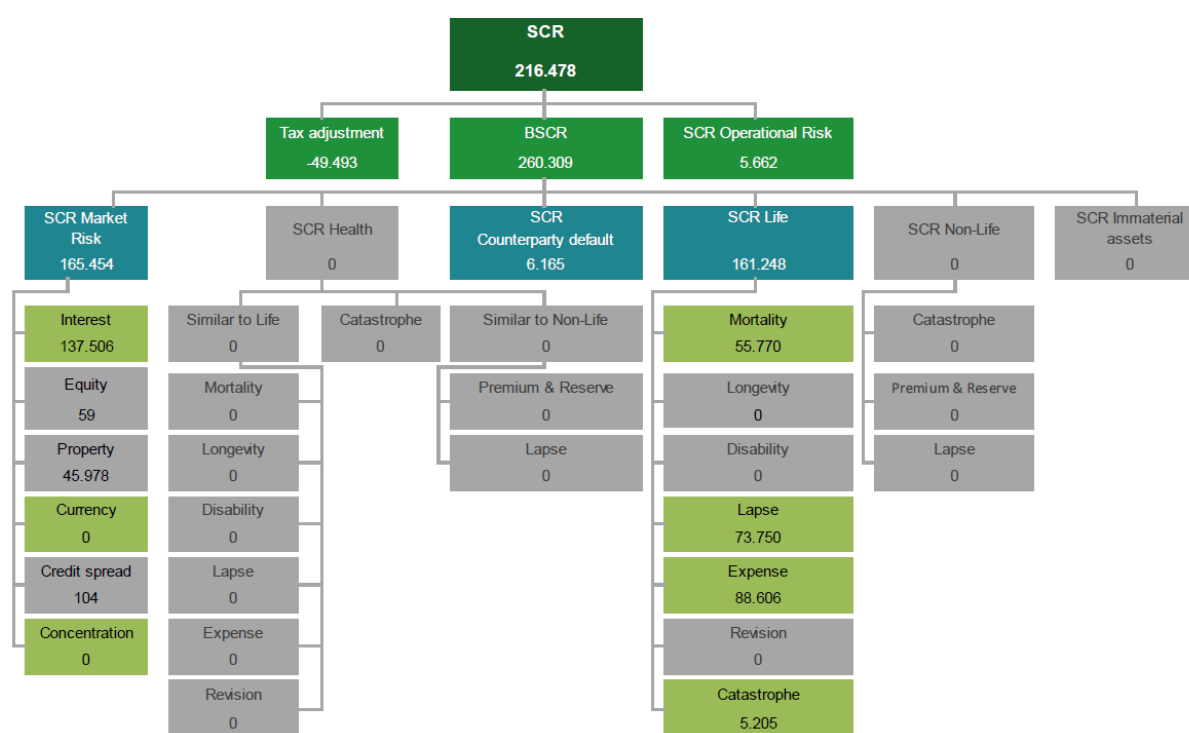 SCR
216.478
Tax adjustment
-49.493
BSCR
260.309
SCR Operational Risk
5.662
SCR Market
Risk
165.454
SCR Health
0
SCR
Counterparty default
6.165
SCR Life
161.248
SCR Non-Life
0
SCR Immaterial
assets
0
Interest
137.506
Equity
59
Property
45.978
Currency
0
Credit spread
104
Concentration
0
Similar to Life
0
Mortality
0
Longevity
0
Disability
0
Lapse
0
Expense
0
Revision
0
Catastrophe
0
Similar to Non-Life
0
Premium & Reserve
0
Lapse
0
Mortality
55.770
Longevity
0
Disability
0
Lapse
73.750
Expense
88.606
Revision
0
Catastrophe
5.205
Catastrophe
0
Premium & Reserve
0
Lapse
0